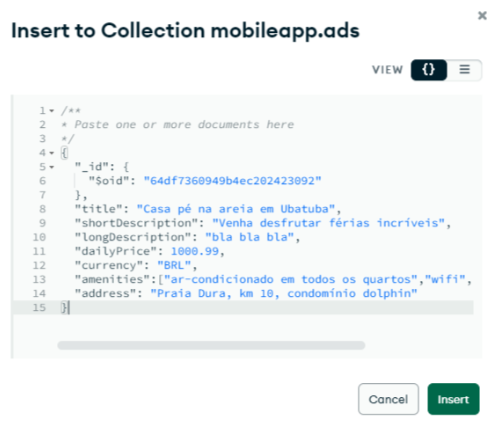 Insert to Collection mobileapp.ads
VIEW {}
1 /**
2 * Paste one or more documents here
3 */
4 {
5 "_id": {
6 "$oid": "64df7360949b4ec202423092"
7 },
8 "title": "Casa pé na areia em Ubatuba",
9 "shortDescription": "Venha desfrutar férias incríveis",
10 "longDescription": "bla bla bla",
11 "dailyPrice": 1000.99,
12 "currency": "BRL",
13 "amenities":["ar-condicionado em todos os quartos","wifi",
14 "address": "Praia Dura, km 10, condomínio dolphin"
15 }
Cancel Insert